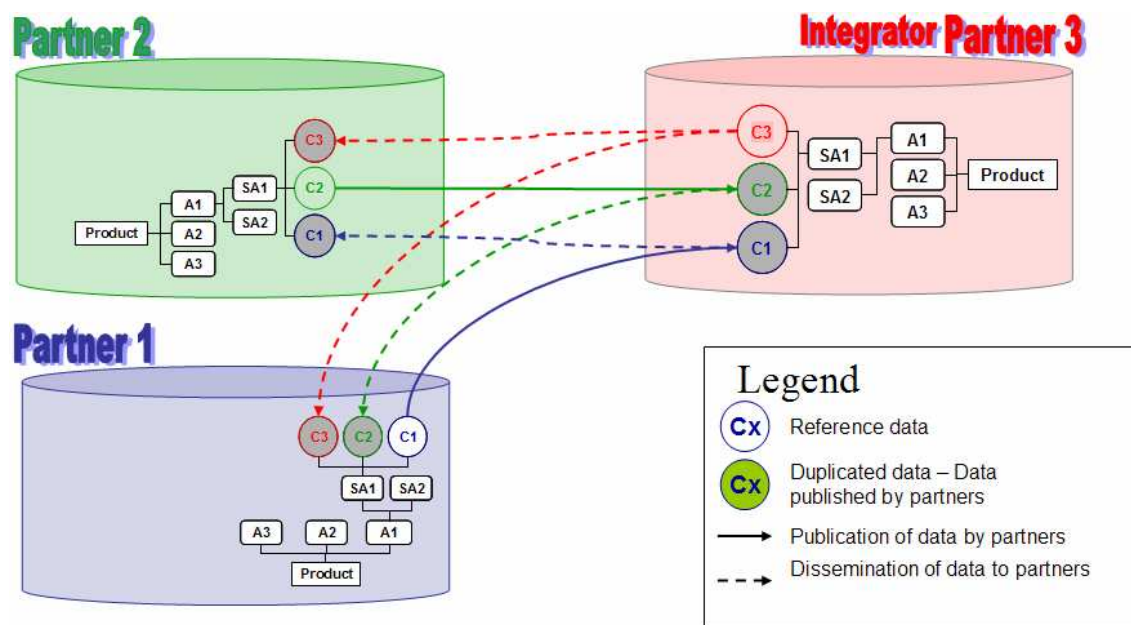 Partner 2
C3
C2
C1
SA1
SA2
A1
A2
A3
Product
Integrator Partner 3
C3
C2
C1
SA1
SA2
A1
A2
A3
Product
Partner 1
C3 C2 C1
SA1 SA2
A3 A2 A1
Product
Legend
Cx Reference data
Cx Duplicated data – Data
published by partners
Publication of data by partners
Dissemination of data to partners